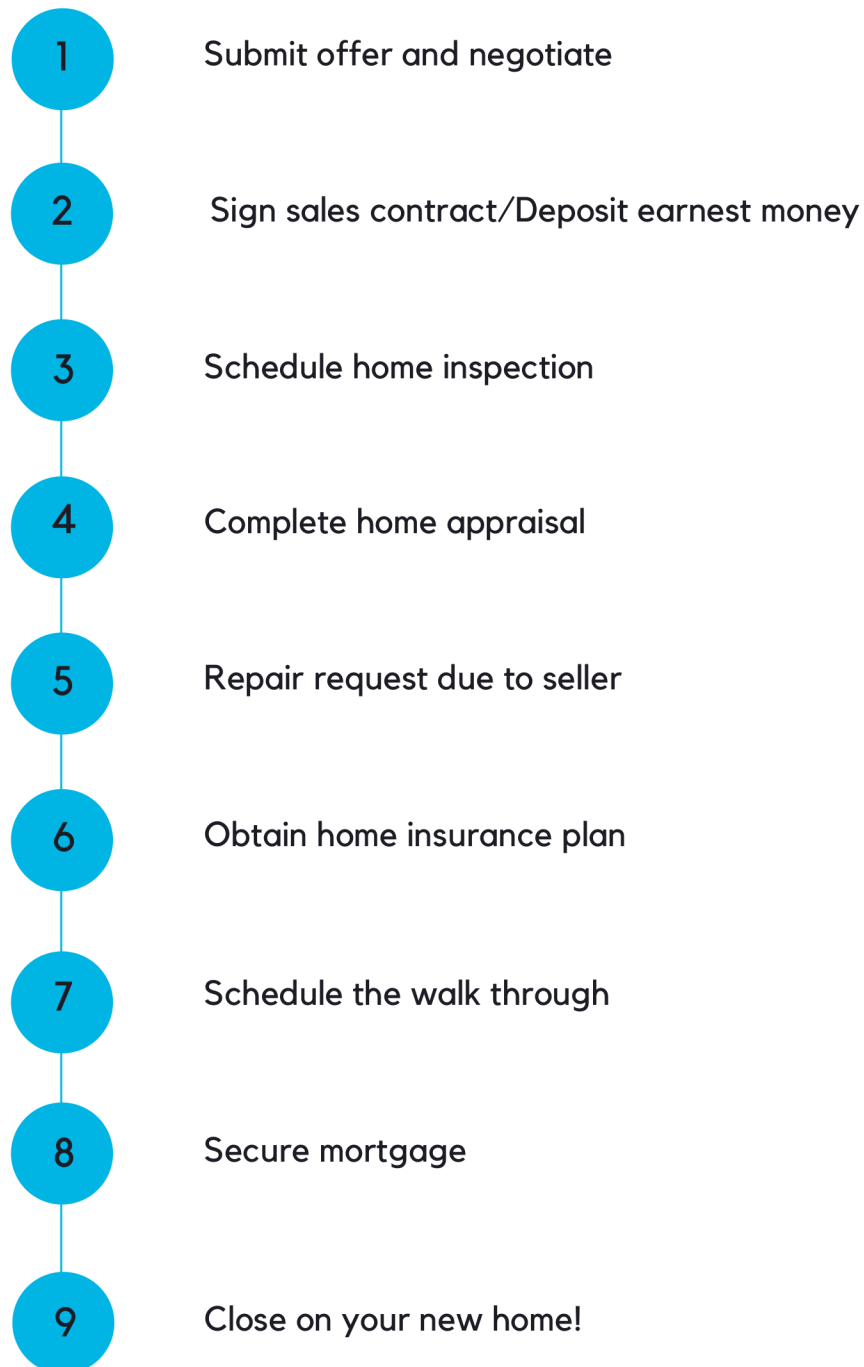 1 Submit offer and negotiate
2 Sign sales contract/Deposit earnest money
3 Schedule home inspection
4 Complete home appraisal
5 Repair request due to seller
6 Obtain home insurance plan
7 Schedule the walk through
8 Secure mortgage
9 Close on your new home!